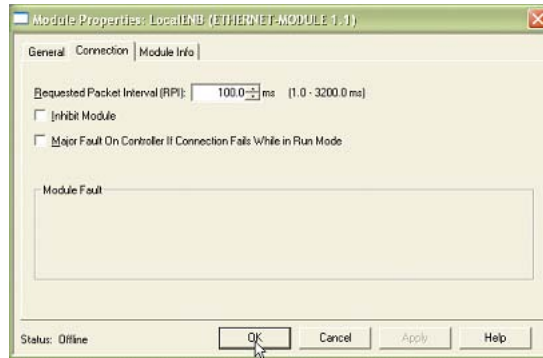 Module Properties: LocalENB (ETHERNET-MODULE 1.1)
General Connection Module Info
Requested Packet Interval (RPI): 100.0 ms (1.0 - 3200.0 ms)
Inhibit Module
Major Fault On Controller If Connection Fails While in Run Mode
Module Fault
Status: Offline OK Cancel Apply Help